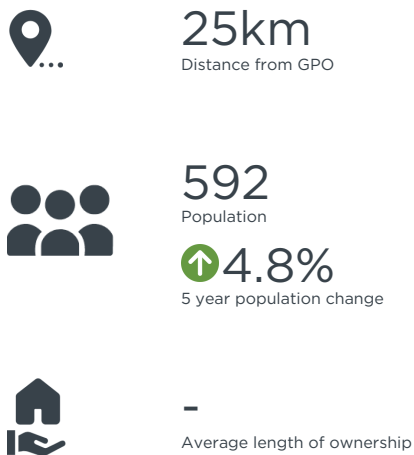 25km
Distance from GPO
592
Population
4.8%
5 year population change
-
Average length of ownership